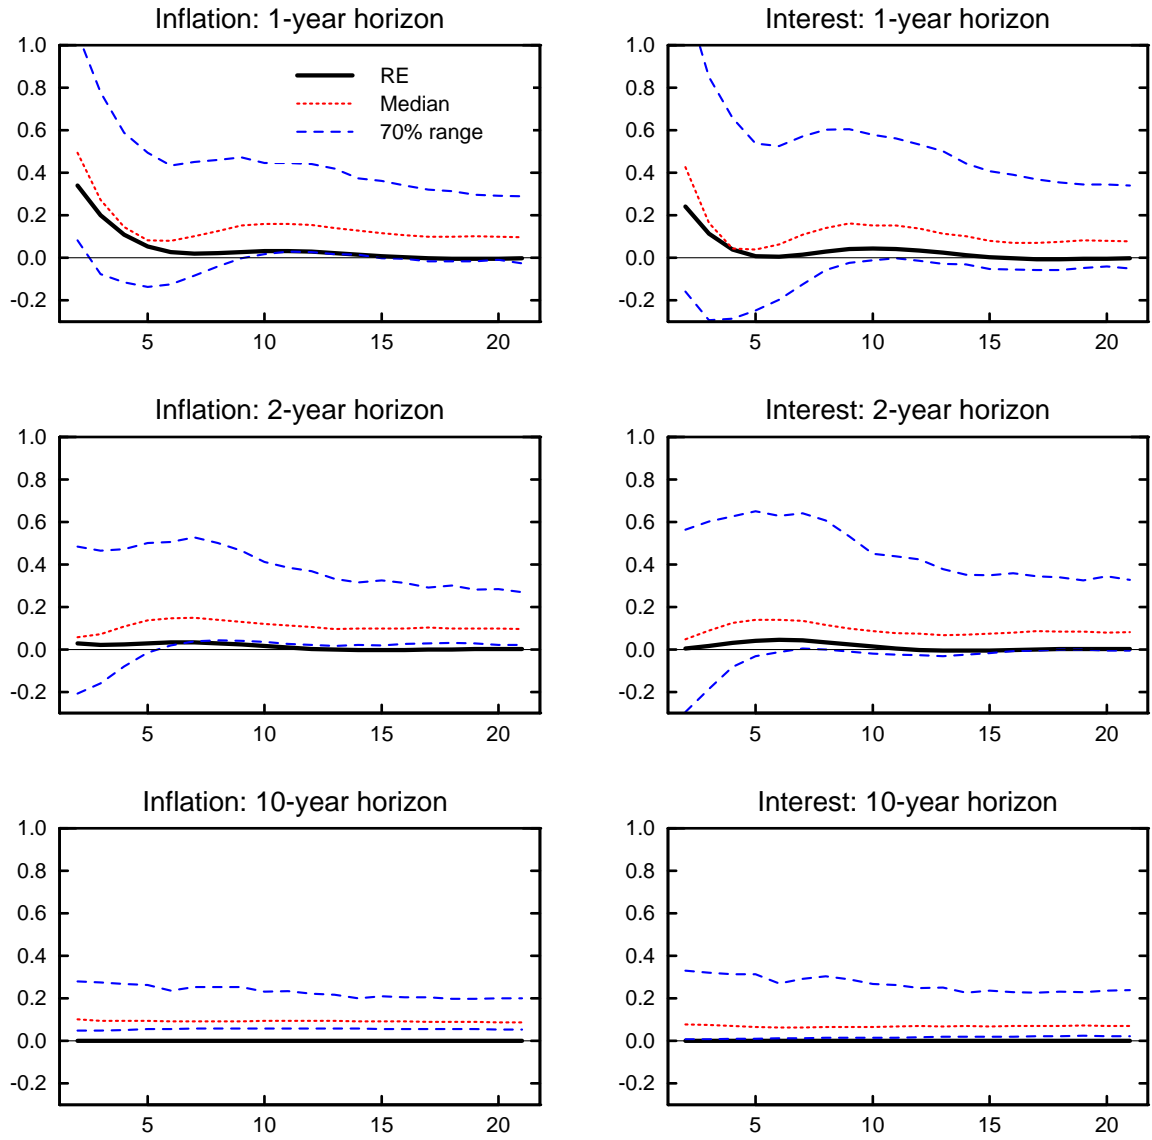 Inflation: 1-year horizon
1.0
0.8
0.6
0.4
0.2
0.0
-0.2
5 10 15 20
RE
Median
70% range
Interest: 1-year horizon
1.0
0.8
0.6
0.4
0.2
0.0
-0.2
5 10 15 20
Inflation: 2-year horizon
1.0
0.8
0.6
0.4
0.2
0.0
-0.2
5 10 15 20
Interest: 2-year horizon
1.0
0.8
0.6
0.4
0.2
0.0
-0.2
5 10 15 20
Inflation: 10-year horizon
1.0
0.8
0.6
0.4
0.2
0.0
-0.2
5 10 15 20
Interest: 10-year horizon
1.0
0.8
0.6
0.4
0.2
0.0
-0.2
5 10 15 20